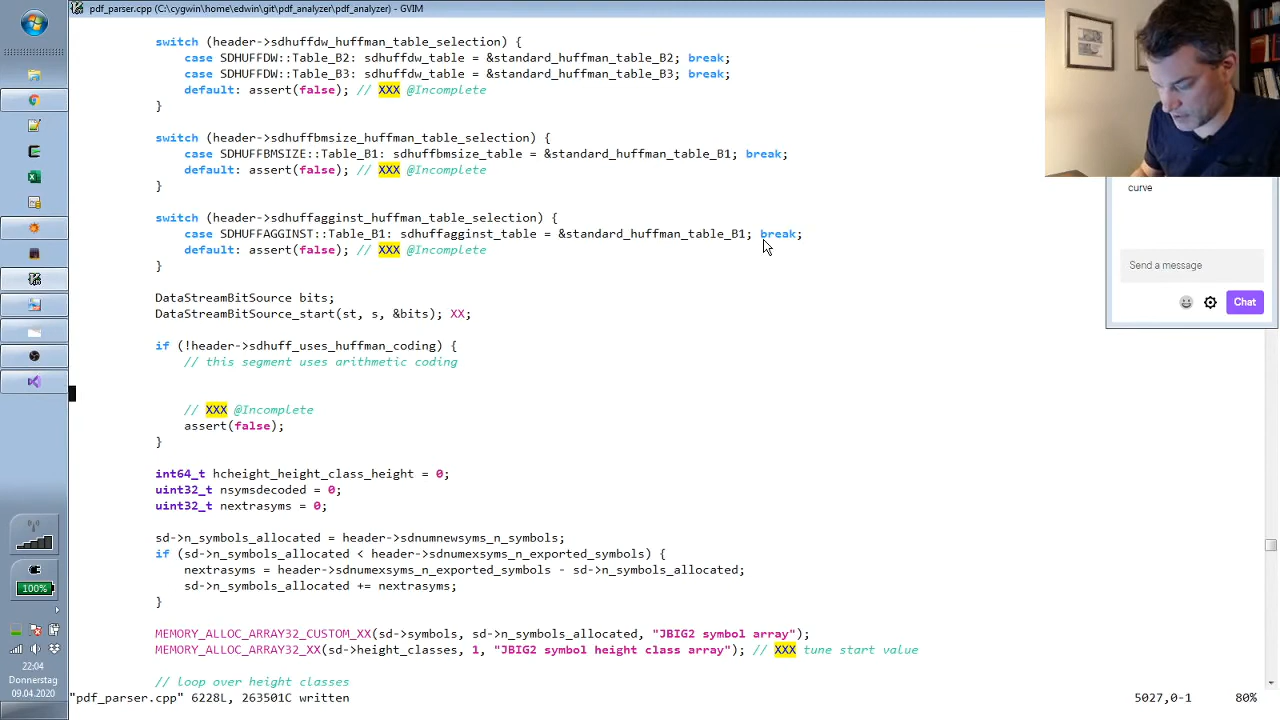 pdf_parser.cpp (C:\cygwin\home\edwin\git\pdf_analyzer\pdf_analyzer) - GVIM
switch (header->sdhuffdw_huffman_table_selection) {
case SDHUFFDW::Table_B2: sdhuffdw_table = &standard_huffman_table_B2; break;
case SDHUFFDW::Table_B3: sdhuffdw_table = &standard_huffman_table_B3; break;
default: assert(false); // XXX @Incomplete
}
switch (header->sdhuffbmsize_huffman_table_selection) {
case SDHUFFBMSIZE::Table_B1: sdhuffbmsize_table = &standard_huffman_table_B1; break;
default: assert(false); // XXX @Incomplete
}
switch (header->sdhuffagginst_huffman_table_selection) {
case SDHUFFAGGINST::Table_B1: sdhuffagginst_table = &standard_huffman_table_B1; break;
default: assert(false); // XXX @Incomplete
}
DataStreamBitSource bits;
DataStreamBitSource_start(st, s, &bits); XX;
if (!header->sdhuff_uses_huffman_coding) {
// this segment uses arithmetic coding
// XXX @Incomplete
assert(false);
}
int64_t hcheight_height_class_height = 0;
uint32_t nsymsdecoded = 0;
uint32_t nextrasyms = 0;
sd->n_symbols_allocated = header->sdnumnewsyms_n_symbols;
if (sd->n_symbols_allocated < header->sdnumexsyms_n_exported_symbols) {
nextrasyms = header->sdnumexsyms_n_exported_symbols - sd->n_symbols_allocated;
sd->n_symbols_allocated += nextrasyms;
}
MEMORY_ALLOC_ARRAY32_CUSTOM_XX(sd->symbols, sd->n_symbols_allocated, "JBIG2 symbol array");
MEMORY_ALLOC_ARRAY32_XX(sd->height_classes, 1, "JBIG2 symbol height class array"); // XXX tune start value
// loop over height classes
"pdf_parser.cpp" 6228L, 263501C written
5027,0-1
80%
curve
Send a message
Chat
100%
22:04
Donnerstag
09.04.2020